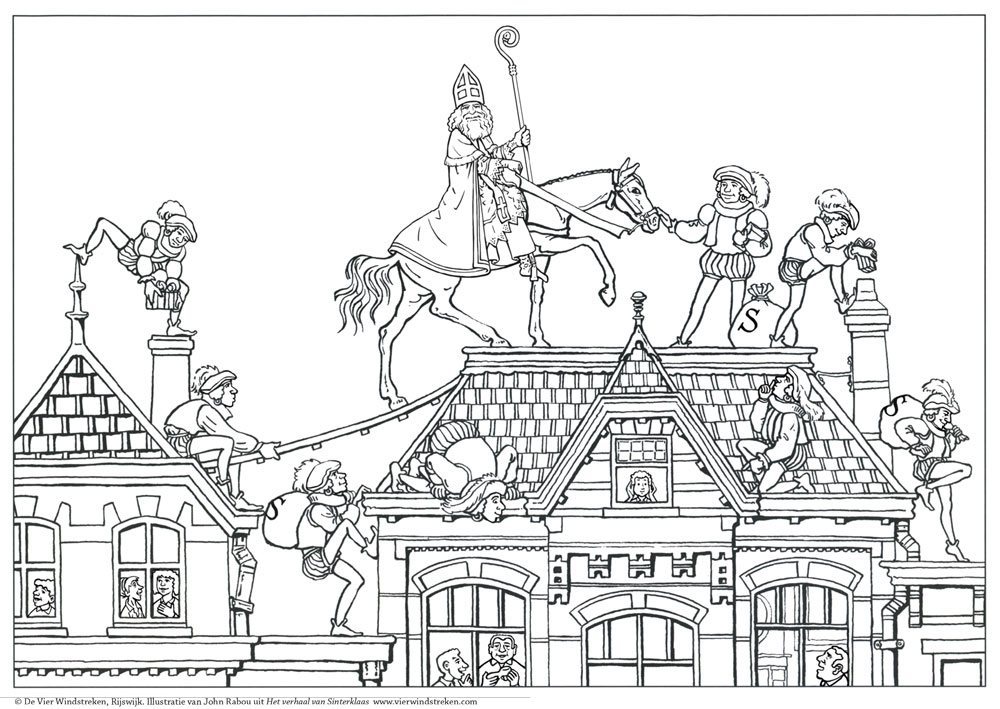 S
S
S
© De Vier Windstreken, Rijswijk. Illustratie van John Rabou uit Het verhaal van Sinterklaas www.vierwindstreken.com